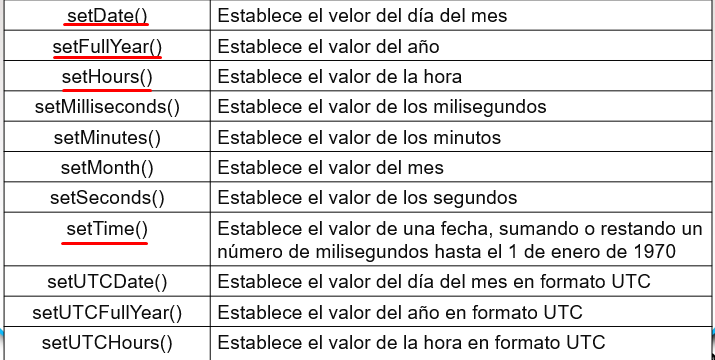 setDate() Establece el velor del día del mes
setFullYear() Establece el valor del año
setHours() Establece el valor de la hora
setMilliseconds() Establece el valor de los milisegundos
setMinutes() Establece el valor de los minutos
setMonth() Establece el valor del mes
setSeconds() Establece el valor de los segundos
setTime() Establece el valor de una fecha, sumando o restando un
número de milisegundos hasta el 1 de enero de 1970
setUTCDate() Establece el valor del día del mes en formato UTC
setUTCFullYear() Establece el valor del año en formato UTC
setUTCHours() Establece el valor de la hora en formato UTC